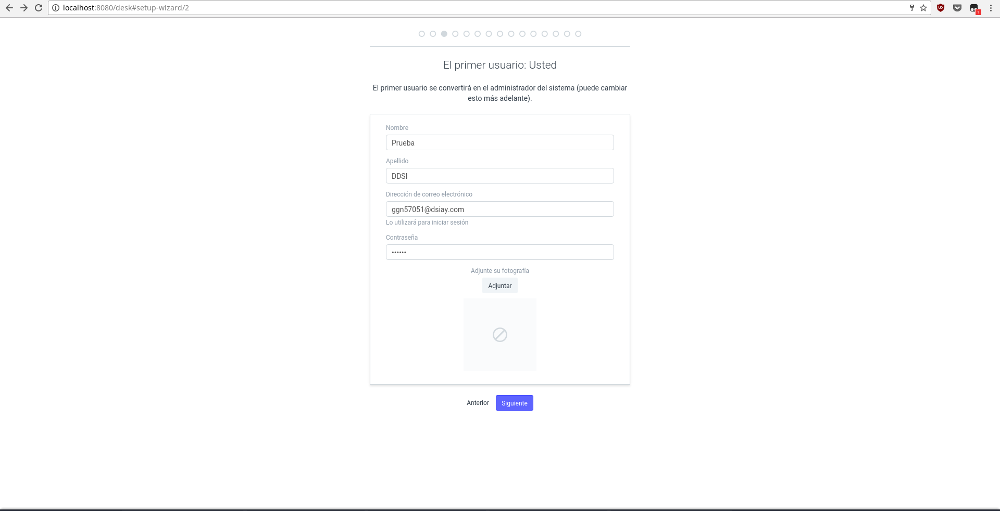 localhost:8080/desk#setup-wizard/2
El primer usuario: Usted
El primer usuario se convertirá en el administrador del sistema (puede cambiar
esto más adelante).
Nombre
Prueba
Apellido
DDSI
Dirección de correo electrónico
ggn57051@dsiay.com
Lo utilizará para iniciar sesión
Contraseña
••••••
Adjunte su fotografía
Adjuntar
Anterior Siguiente